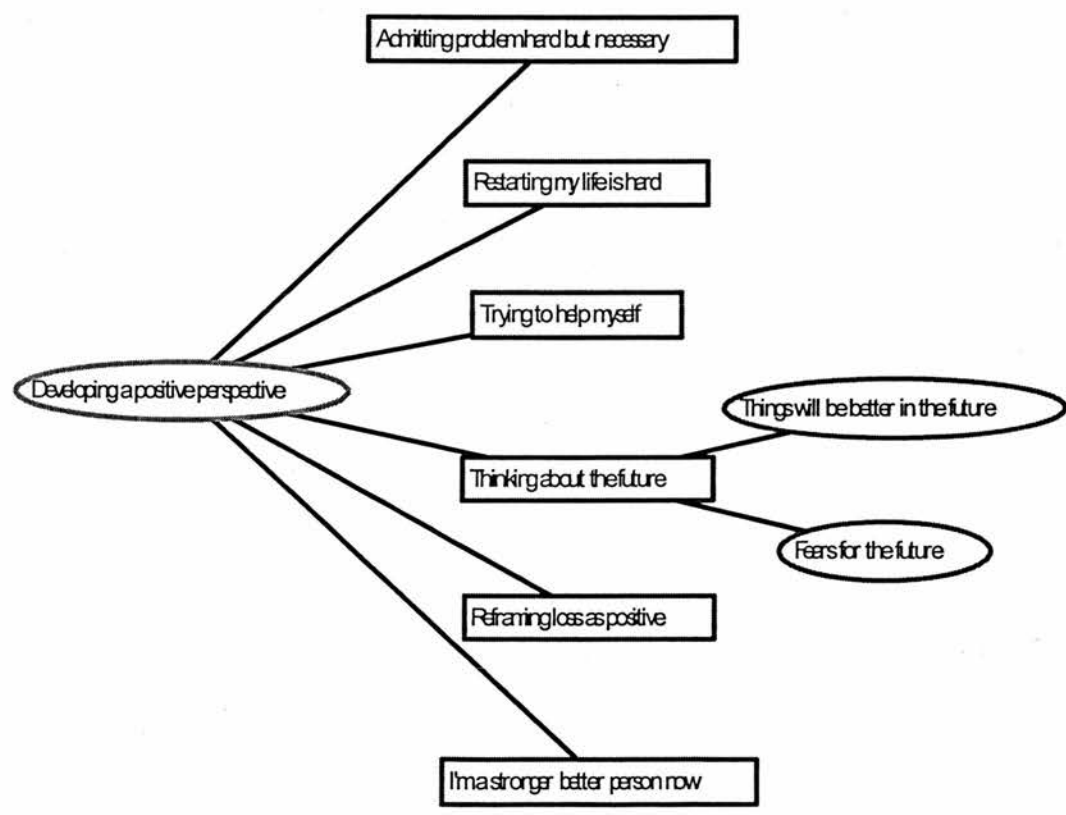 Admitting problem hard but necessary
Restarting my life is hard
Trying to help myself
Developing a positive perspective
Things will be better in the future
Thinking about the future
Fears for the future
Reframing loss as positive
I'm a stronger better person now